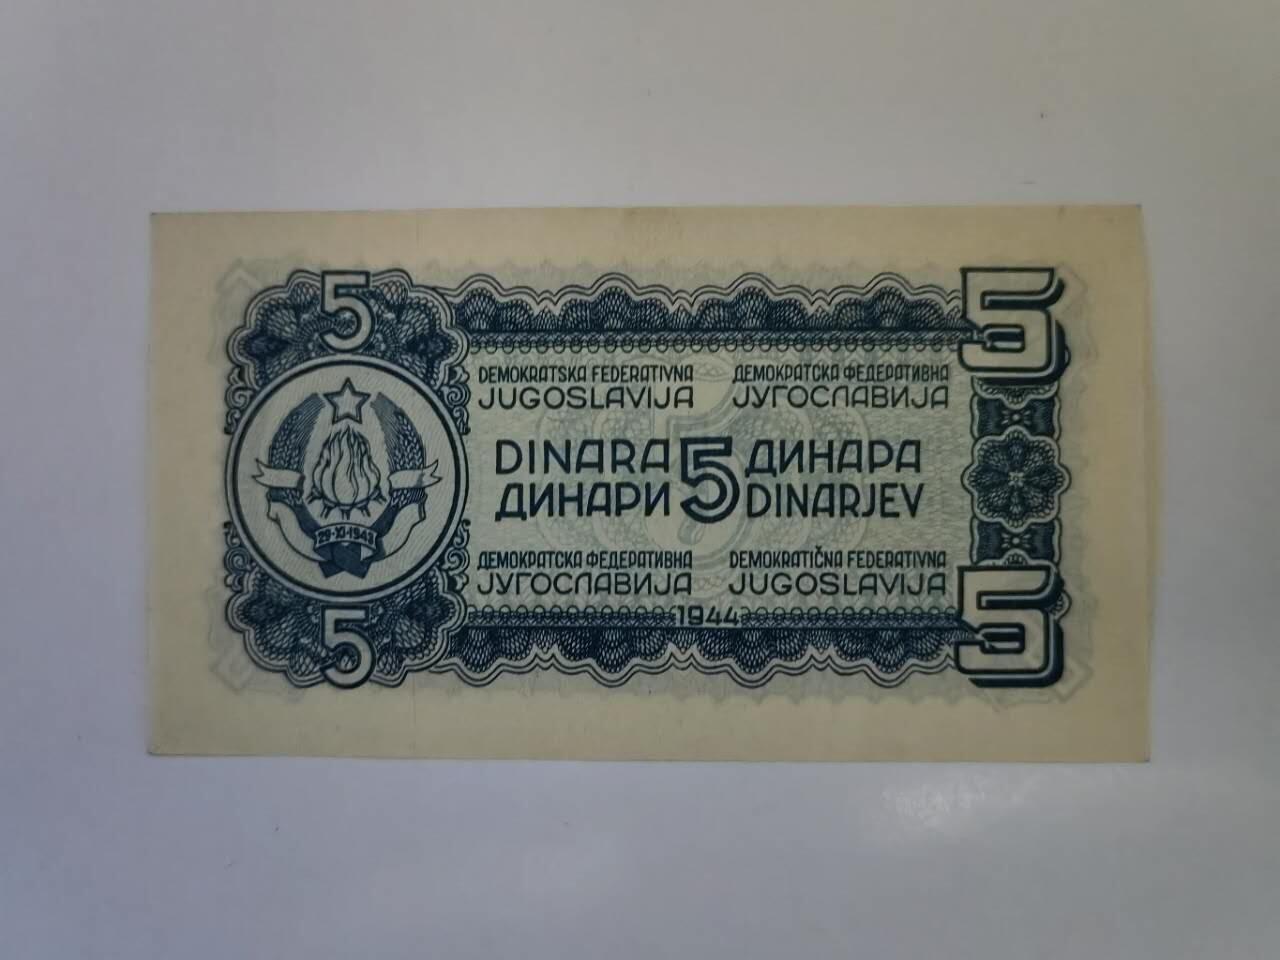 5
5
DEMOKRATSKA FEDERATIVNA
JUGOSLAVIJA
ДЕМОКРАТСКА ФЕДЕРАТИВНА
ЈУГОСЛАВИЈА
DINARA 5 ДИНАРА
ДИНАРИ DINARJEV
29·XI·1943
ДЕМОКРАТСКА ФЕДЕРАТИВНА
ЈУГОСЛАВИЈА
DEMOKRATIČNA FEDERATIVNA
JUGOSLAVIJA
1944
5
5